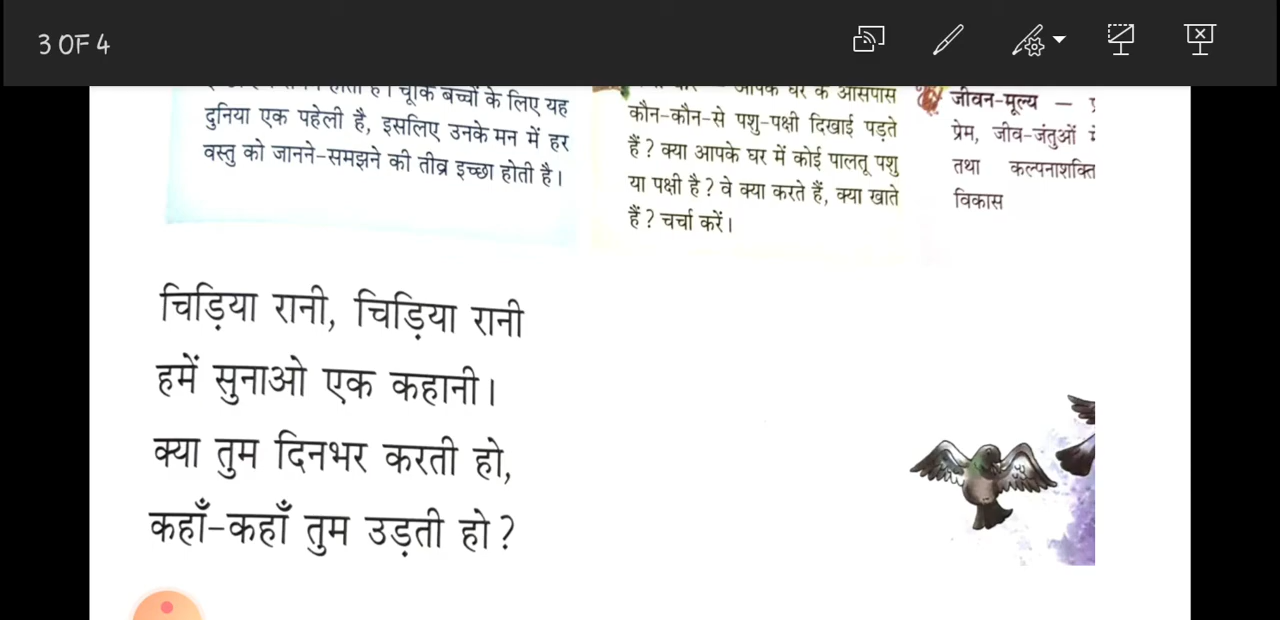 3 OF 4
होती है। चूँकि बच्चों के लिए यह
दुनिया एक पहेली है, इसलिए उनके मन में हर
वस्तु को जानने-समझने की तीव्र इच्छा होती है।
आपके घर के आसपास
कौन-कौन-से पशु-पक्षी दिखाई पड़ते
हैं? क्या आपके घर में कोई पालतू पशु
या पक्षी है? वे क्या करते हैं, क्या खाते
हैं? चर्चा करें।
जीवन-मूल्य –
प्रेम, जीव-जंतुओं
तथा कल्पनाशक्ति
विकास
चिड़िया रानी, चिड़िया रानी
हमें सुनाओ एक कहानी।
क्या तुम दिनभर करती हो,
कहाँ-कहाँ तुम उड़ती हो?